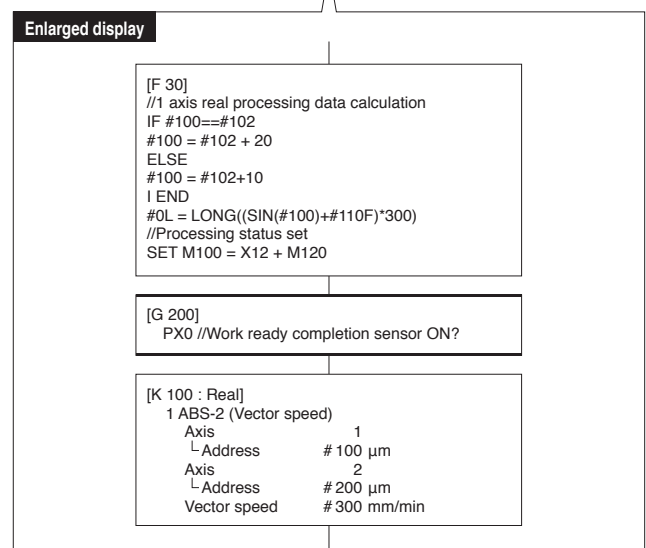 Enlarged display
[F 30]
//1 axis real processing data calculation
IF #100==#102
#100 = #102 + 20
ELSE
#100 = #102+10
I END
#0L = LONG((SIN(#100)+#110F)*300)
//Processing status set
SET M100 = X12 + M120
[G 200]
PX0 //Work ready completion sensor ON?
[K 100 : Real]
1 ABS-2 (Vector speed)
Axis 1
└ Address # 100 µm
Axis 2
└ Address # 200 µm
Vector speed # 300 mm/min